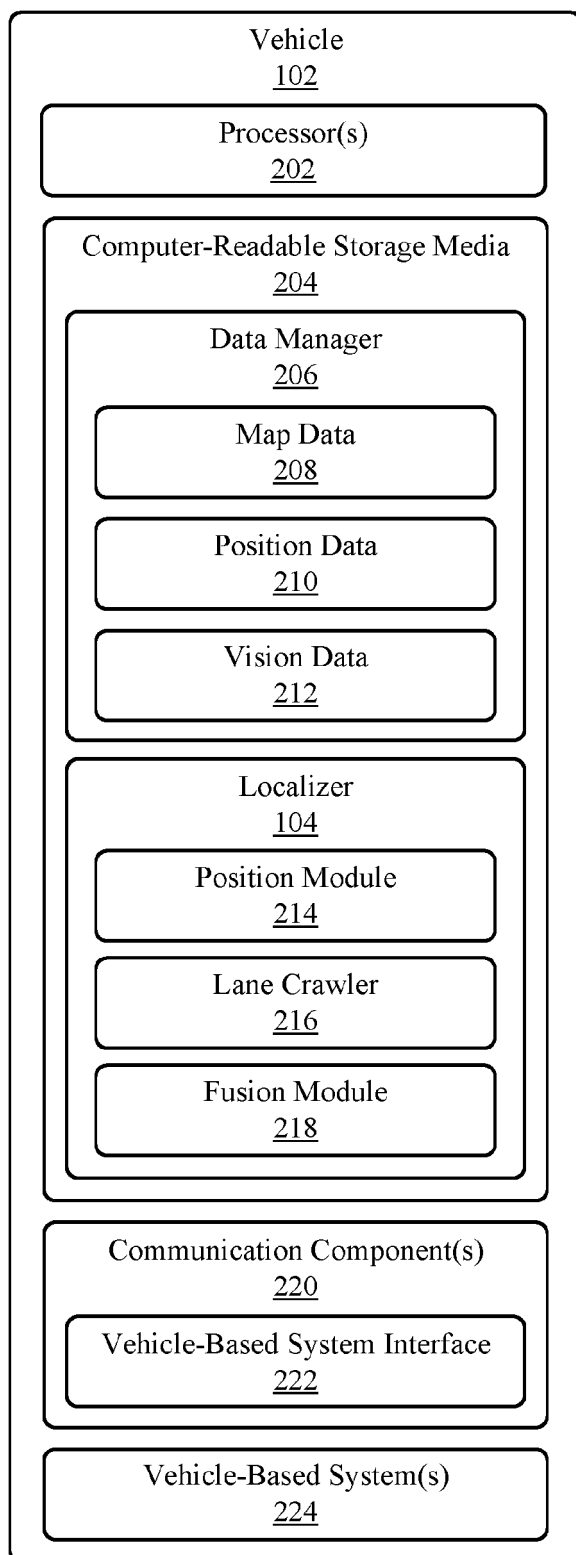 Vehicle
102
Processor(s)
202
Computer-Readable Storage Media
204
Data Manager
206
Map Data
208
Position Data
210
Vision Data
212
Localizer
104
Position Module
214
Lane Crawler
216
Fusion Module
218
Communication Component(s)
220
Vehicle-Based System Interface
222
Vehicle-Based System(s)
224